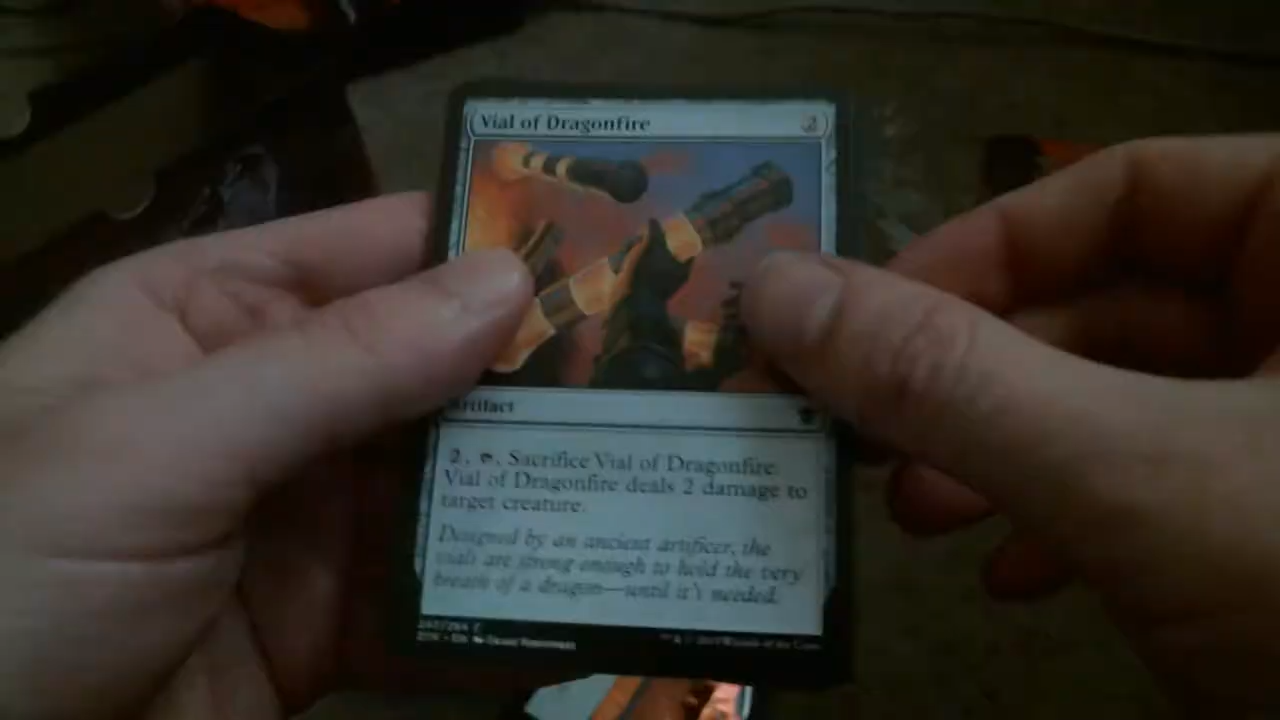 Vial of Dragonfire 2
Artifact
2, , Sacrifice Vial of Dragonfire:
Vial of Dragonfire deals 2 damage to
target creature.
Designed by an ancient artificer, the
vials are strong enough to hold the very
breath of a dragon—until it's needed.